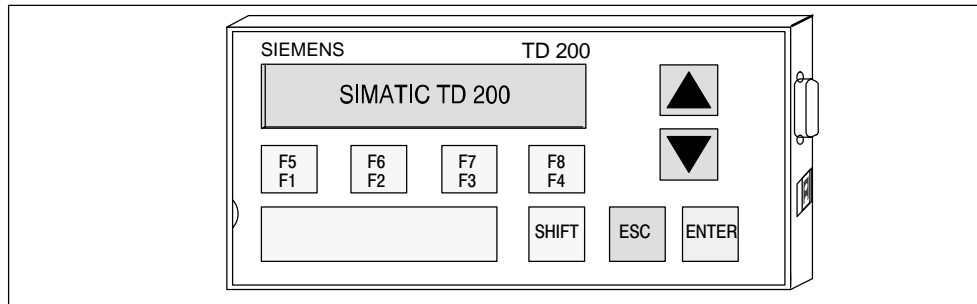 SIEMENS TD 200
SIMATIC TD 200
F5 F6 F7 F8
F1 F2 F3 F4
SHIFT ESC ENTER